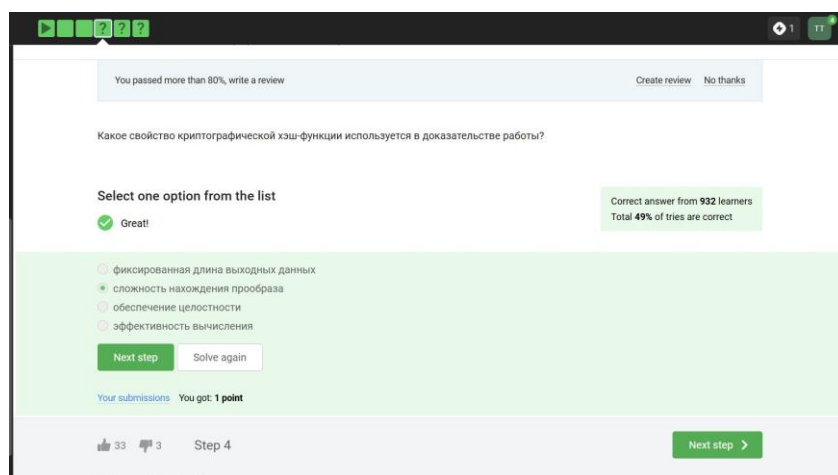 ? ? ?
1 TT 4
You passed more than 80%, write a review Create review No thanks
Какое свойство криптографической хэш-функции используется в доказательстве работы?
Select one option from the list
Correct answer from 932 learners
Total 49% of tries are correct
Great!
фиксированная длина выходных данных
сложность нахождения прообраза
обеспечение целостности
эффективность вычисления
Next step Solve again
Your submissions You got: 1 point
33 3 Step 4 Next step